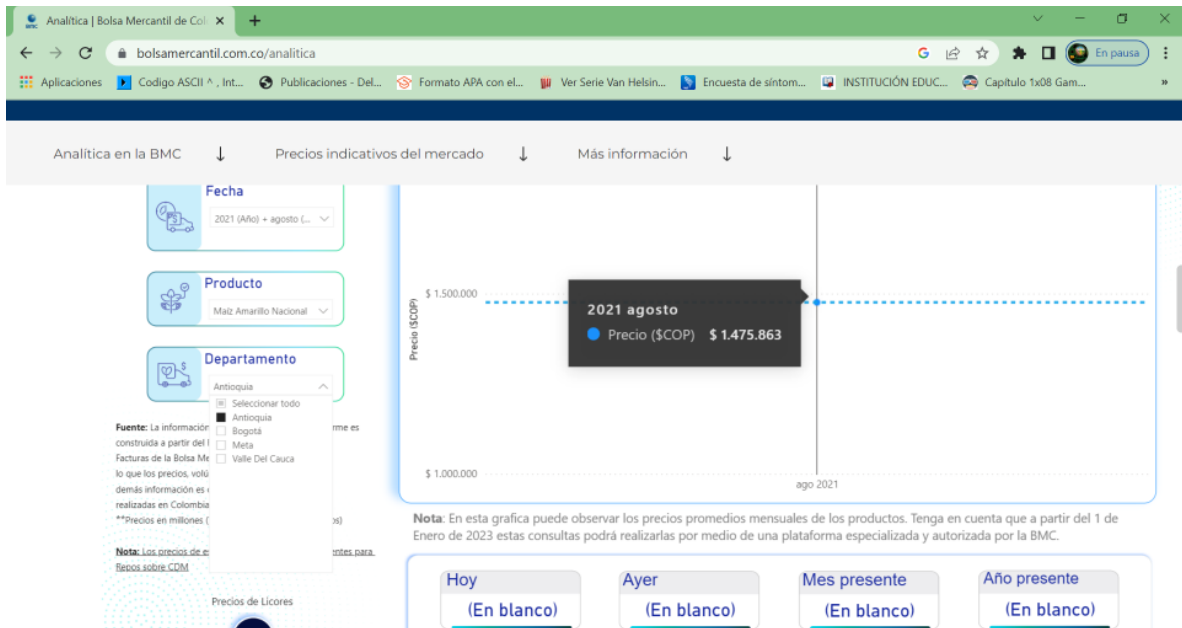 Analítica | Bolsa Mercantil de Col
bolsamercantil.com.co/analitica
En pausa
Aplicaciones
Codigo ASCII ^ , Int...
Publicaciones - Del...
Formato APA con el...
Ver Serie Van Helsin...
Encuesta de síntom...
INSTITUCIÓN EDUC...
Capítulo 1x08 Gam...
»
Analítica en la BMC ↓ Precios indicativos del mercado ↓ Más información ↓
Fecha
2021 (Año) + agosto (...
Producto
Maíz Amarillo Nacional
Departamento
Antioquia
Seleccionar todo
Antioquia
Bogotá
Meta
Valle Del Cauca
Fuente: La información rme es
construida a partir del
Facturas de la Bolsa Me
lo que los precios, volú
demás información es
realizadas en Colombia
**Precios en millones ( os)
Nota: Los precios de e entes para
Repos sobre CDM
Precios de Licores
Precio ($COP)
$ 1.500.000
$ 1.000.000
2021 agosto
Precio ($COP) $ 1.475.863
ago 2021
Nota: En esta grafica puede observar los precios promedios mensuales de los productos. Tenga en cuenta que a partir del 1 de
Enero de 2023 estas consultas podrá realizarlas por medio de una plataforma especializada y autorizada por la BMC.
Hoy
(En blanco)
Ayer
(En blanco)
Mes presente
(En blanco)
Año presente
(En blanco)